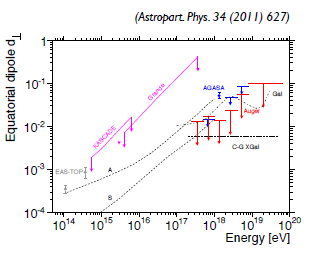 (Astropart. Phys. 34 (2011) 627)
Equatorial dipole d⊥
1
10⁻¹
10⁻²
10⁻³
10⁻⁴
KASCADE
Grande
AGASA
Gal
Auger
C-G XGal
EAS-TOP
A
S
10¹⁴ 10¹⁵ 10¹⁶ 10¹⁷ 10¹⁸ 10¹⁹ 10²⁰
Energy [eV]